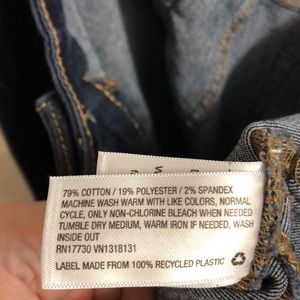 79% COTTON / 19% POLYESTER / 2% SPANDEX
MACHINE WASH WARM WITH LIKE COLORS, NORMAL
CYCLE, ONLY NON-CHLORINE BLEACH WHEN NEEDED
TUMBLE DRY MEDIUM, WARM IRON IF NEEDED, WASH
INSIDE OUT
RN17730 VN1318131
LABEL MADE FROM 100% RECYCLED PLASTIC